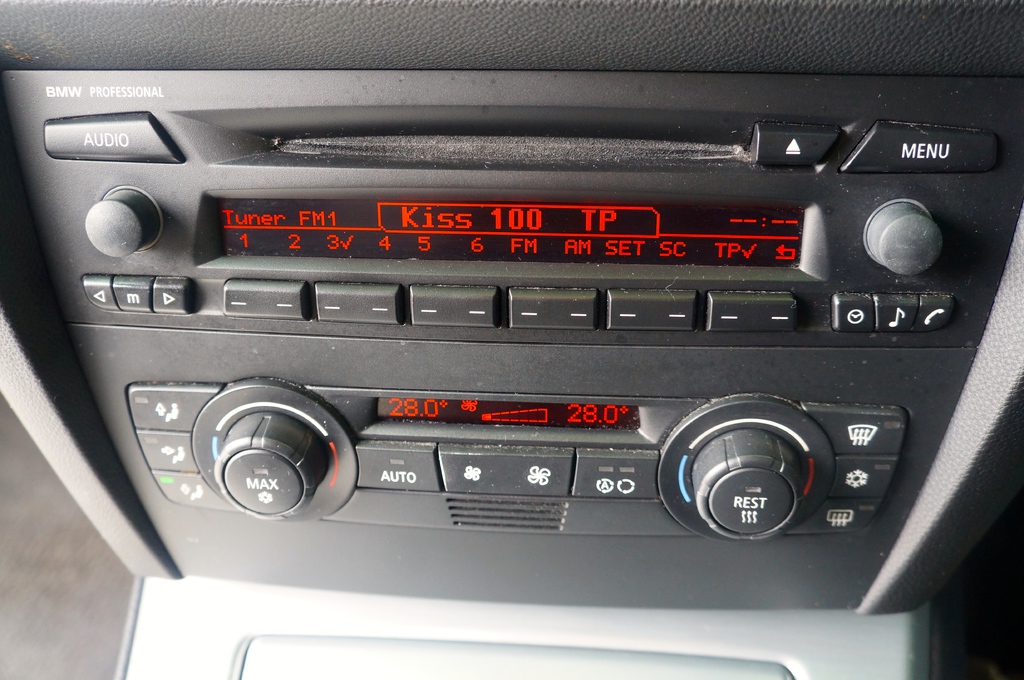 BMW PROFESSIONAL
AUDIO
MENU
Tuner FM1 Kiss 100 TP --:--
1 2 3✓ 4 5 6 FM AM SET SC TP✓
m
28.0° 28.0°
AUTO
MAX
A
REST